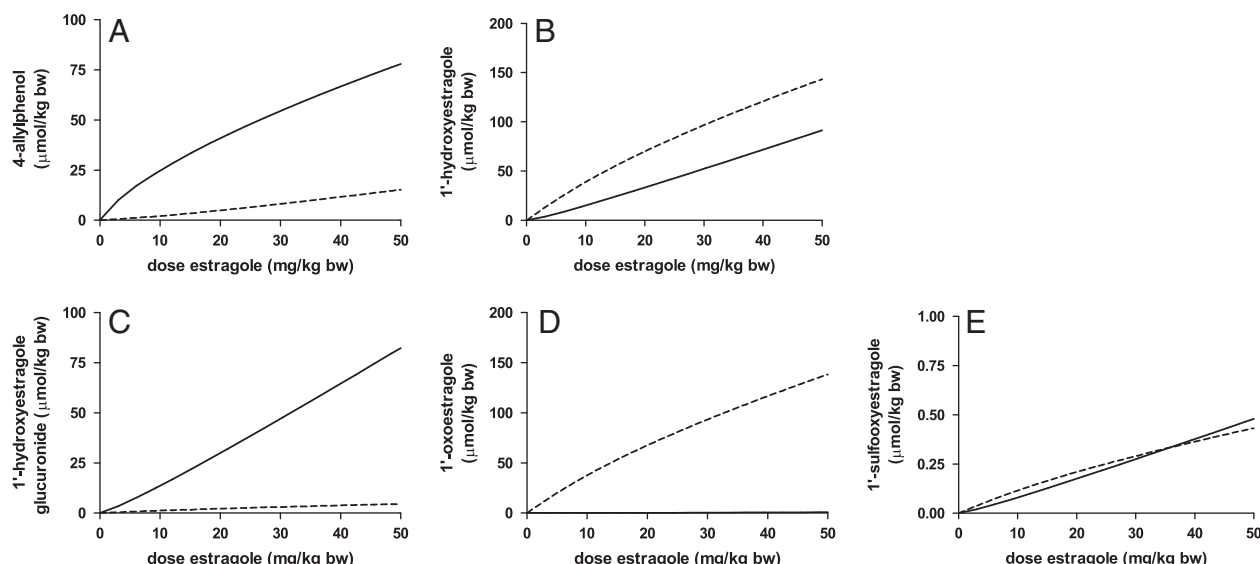 A
100
75
50
25
0
4-allylphenol
(μmol/kg bw)
0 10 20 30 40 50
dose estragole (mg/kg bw)
B
200
150
100
50
0
1'-hydroxyestragole
(μmol/kg bw)
0 10 20 30 40 50
dose estragole (mg/kg bw)
C
100
75
50
25
0
1'-hydroxyestragole
glucuronide (μmol/kg bw)
0 10 20 30 40 50
dose estragole (mg/kg bw)
D
200
150
100
50
0
1'-oxoestragole
(μmol/kg bw)
0 10 20 30 40 50
dose estragole (mg/kg bw)
E
1.00
0.75
0.50
0.25
0.00
1'-sulfooxyestragole
(μmol/kg bw)
0 10 20 30 40 50
dose estragole (mg/kg bw)